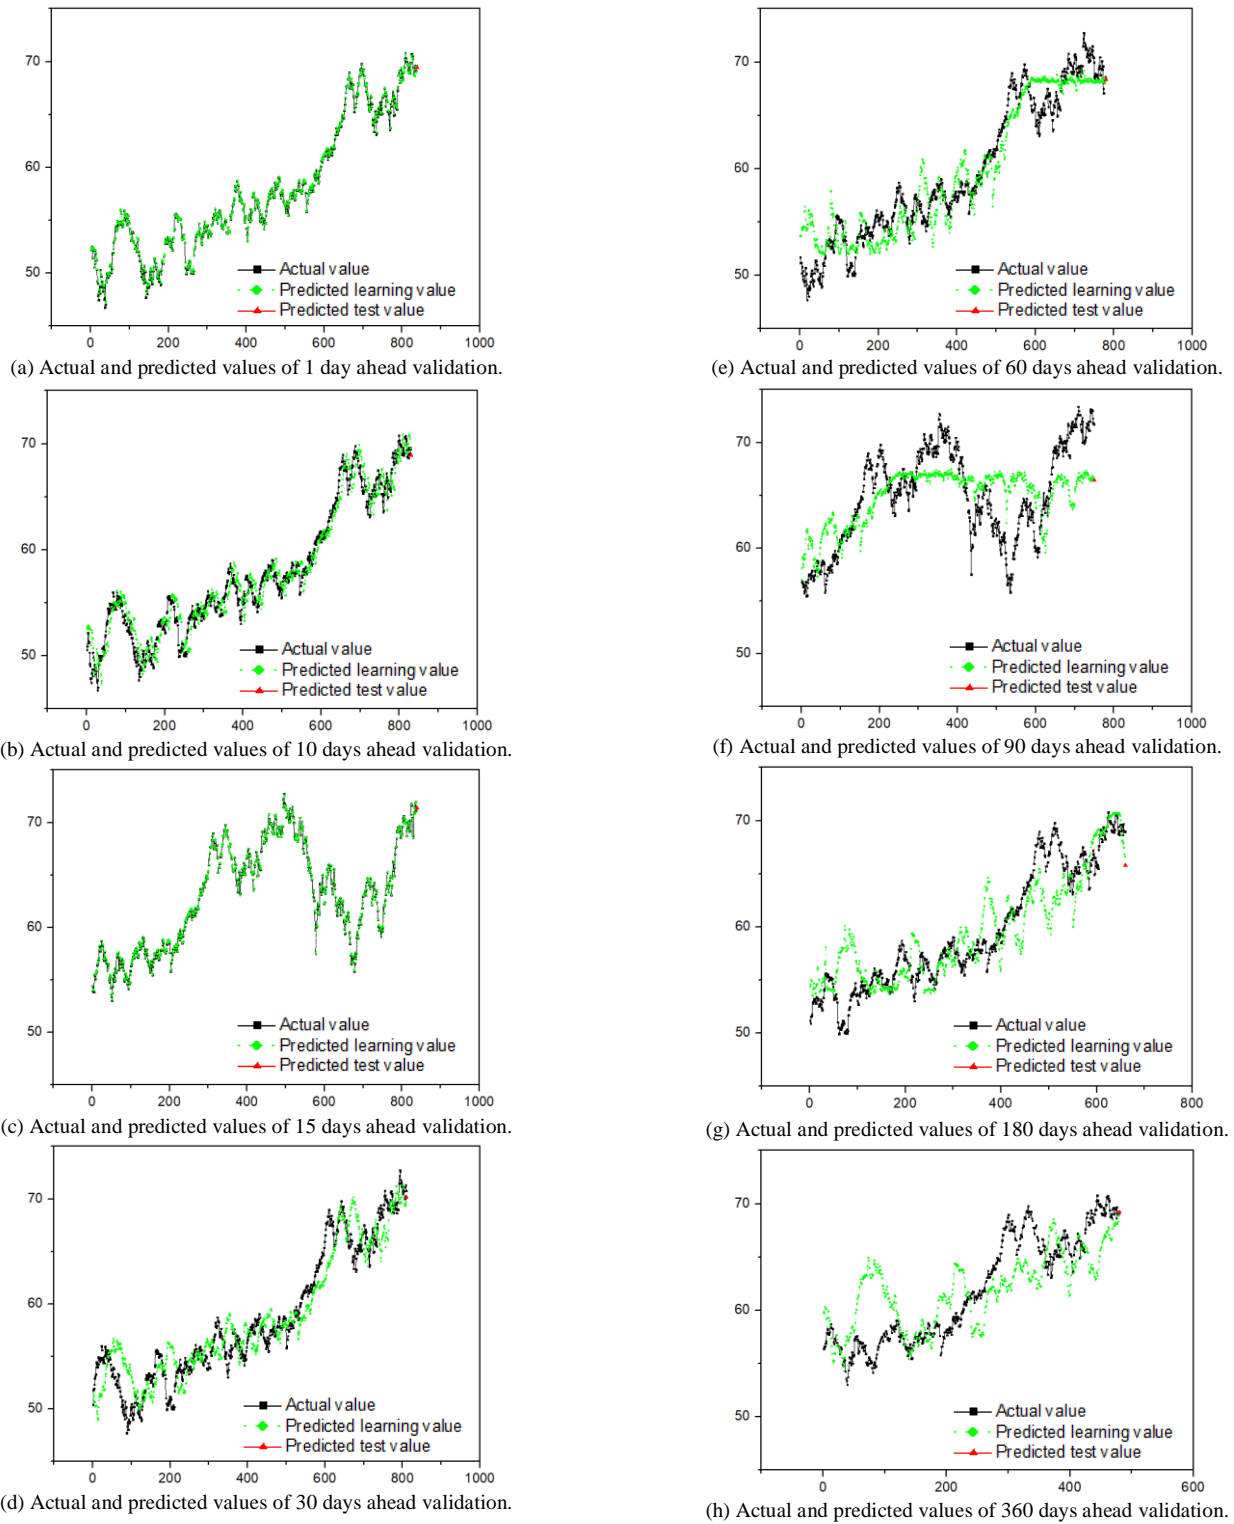 70
60
50
Actual value
Predicted learning value
Predicted test value
0 200 400 600 800 1000
(a) Actual and predicted values of 1 day ahead validation.
70
60
50
Actual value
Predicted learning value
Predicted test value
0 200 400 600 800 1000
(b) Actual and predicted values of 10 days ahead validation.
70
60
50
Actual value
Predicted learning value
Predicted test value
0 200 400 600 800 1000
(c) Actual and predicted values of 15 days ahead validation.
70
60
50
Actual value
Predicted learning value
Predicted test value
0 200 400 600 800 1000
(d) Actual and predicted values of 30 days ahead validation.
70
60
50
Actual value
Predicted learning value
Predicted test value
0 200 400 600 800 1000
(e) Actual and predicted values of 60 days ahead validation.
70
60
50
Actual value
Predicted learning value
Predicted test value
0 200 400 600 800 1000
(f) Actual and predicted values of 90 days ahead validation.
70
60
50
Actual value
Predicted learning value
Predicted test value
0 200 400 600 800
(g) Actual and predicted values of 180 days ahead validation.
70
60
50
Actual value
Predicted learning value
Predicted test value
0 200 400 600
(h) Actual and predicted values of 360 days ahead validation.